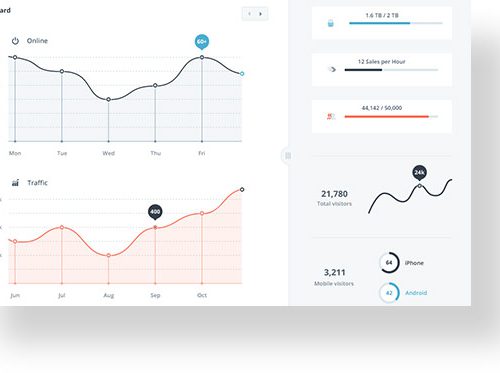 ard
Online
60+
Mon Tue Wed Thu Fri
Traffic
400
Jun Jul Aug Sep Oct
1.6 TB / 2 TB
12 Sales per Hour
44,142 / 50,000
24k
21,780
Total visitors
3,211
Mobile visitors
64 iPhone
42 Android